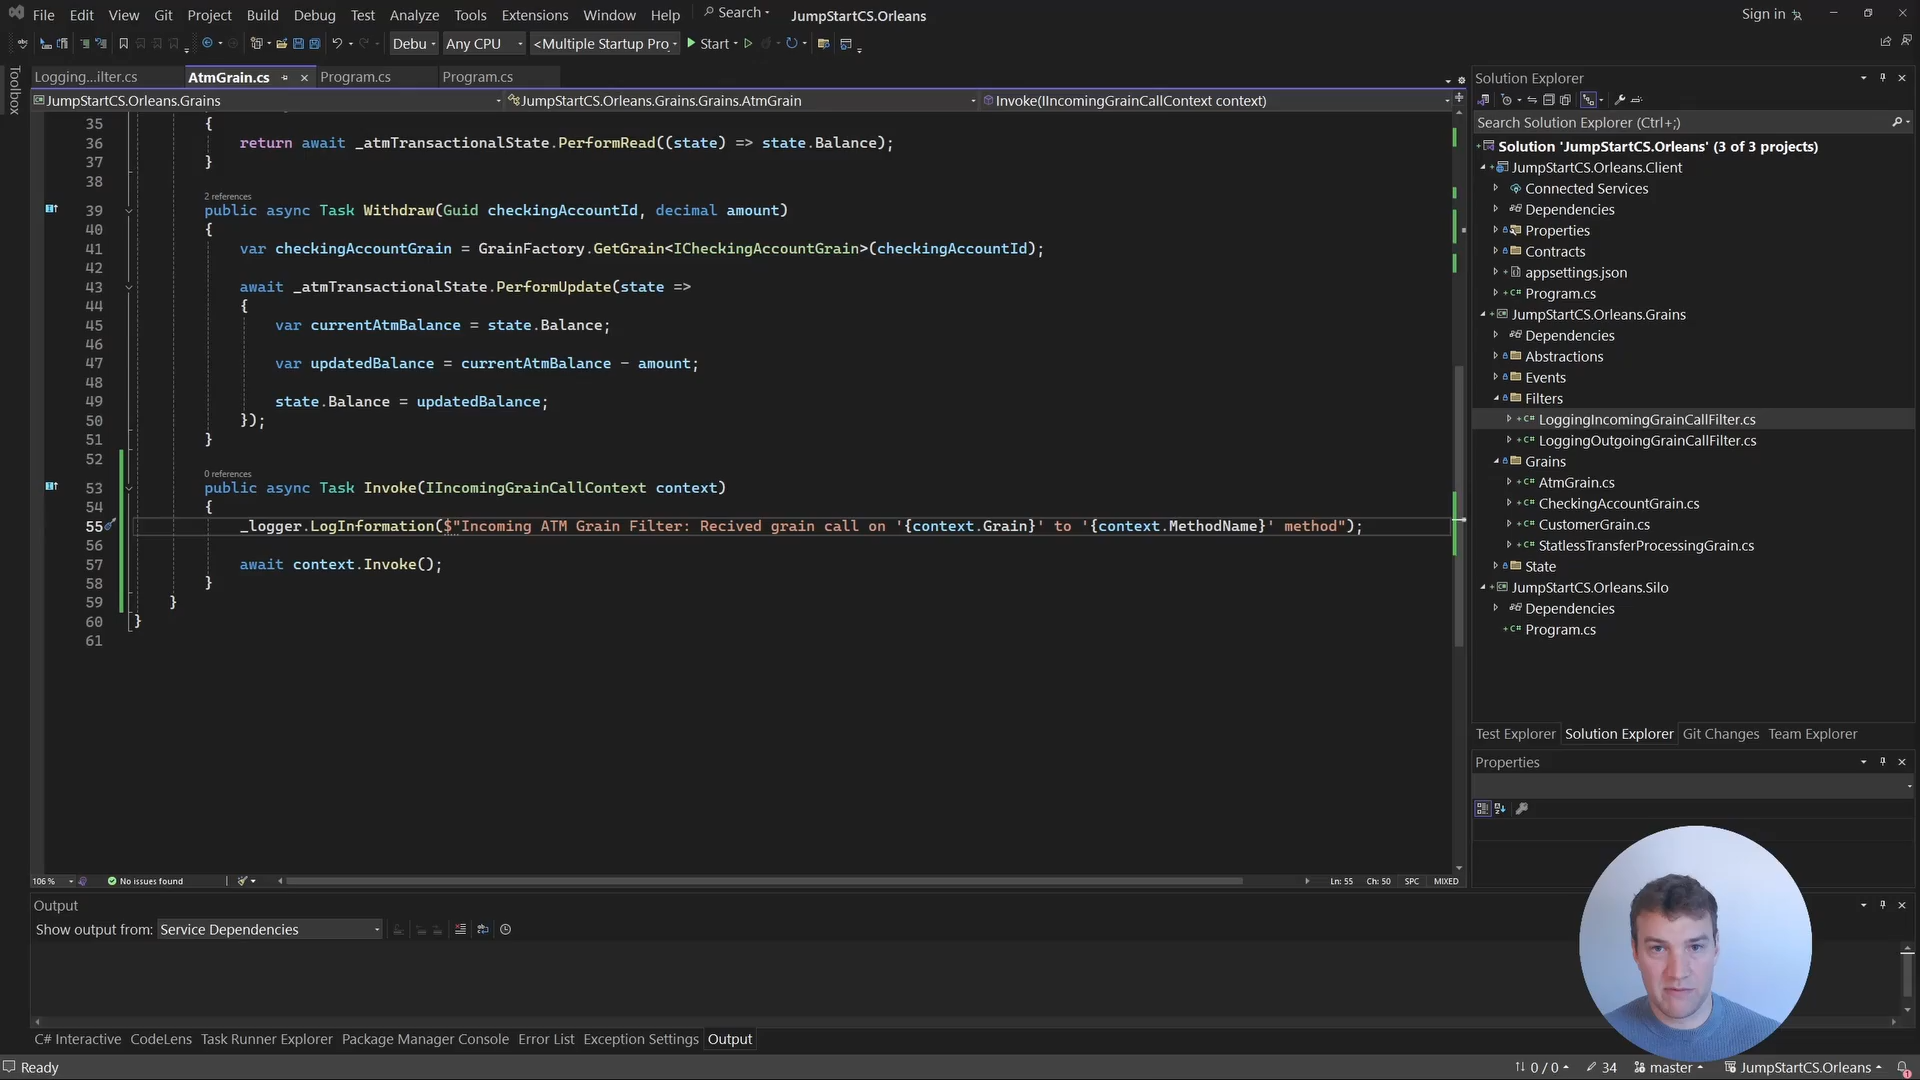 File Edit View Git Project Build Debug Test Analyze Tools Extensions Window Help Search JumpStartCS.Orleans Sign in
Debu Any CPU <Multiple Startup Pro Start
Toolbox
Logging...ilter.cs AtmGrain.cs Program.cs Program.cs
JumpStartCS.Orleans.Grains JumpStartCS.Orleans.Grains.Grains.AtmGrain Invoke(IIncomingGrainCallContext context)
35 {
36 return await _atmTransactionalState.PerformRead((state) => state.Balance);
37 }
38
2 references
39 public async Task Withdraw(Guid checkingAccountId, decimal amount)
40 {
41 var checkingAccountGrain = GrainFactory.GetGrain<ICheckingAccountGrain>(checkingAccountId);
42
43 await _atmTransactionalState.PerformUpdate(state =>
44 {
45 var currentAtmBalance = state.Balance;
46
47 var updatedBalance = currentAtmBalance - amount;
48
49 state.Balance = updatedBalance;
50 });
51 }
52
0 references
53 public async Task Invoke(IIncomingGrainCallContext context)
54 {
55 _logger.LogInformation($"Incoming ATM Grain Filter: Recived grain call on '{context.Grain}' to '{context.MethodName}' method");
56
57 await context.Invoke();
58 }
59 }
60 }
61
106 % No issues found Ln: 55 Ch: 50 SPC MIXED
Output
Show output from: Service Dependencies
C# Interactive CodeLens Task Runner Explorer Package Manager Console Error List Exception Settings Output
Solution Explorer
Search Solution Explorer (Ctrl+;)
Solution 'JumpStartCS.Orleans' (3 of 3 projects)
JumpStartCS.Orleans.Client
Connected Services
Dependencies
Properties
Contracts
appsettings.json
C# Program.cs
JumpStartCS.Orleans.Grains
Dependencies
Abstractions
Events
Filters
C# LoggingIncomingGrainCallFilter.cs
C# LoggingOutgoingGrainCallFilter.cs
Grains
C# AtmGrain.cs
C# CheckingAccountGrain.cs
C# CustomerGrain.cs
C# StatlessTransferProcessingGrain.cs
State
JumpStartCS.Orleans.Silo
Dependencies
C# Program.cs
Test Explorer Solution Explorer Git Changes Team Explorer
Properties
Ready 0 / 0 34 master JumpStartCS.Orleans 1